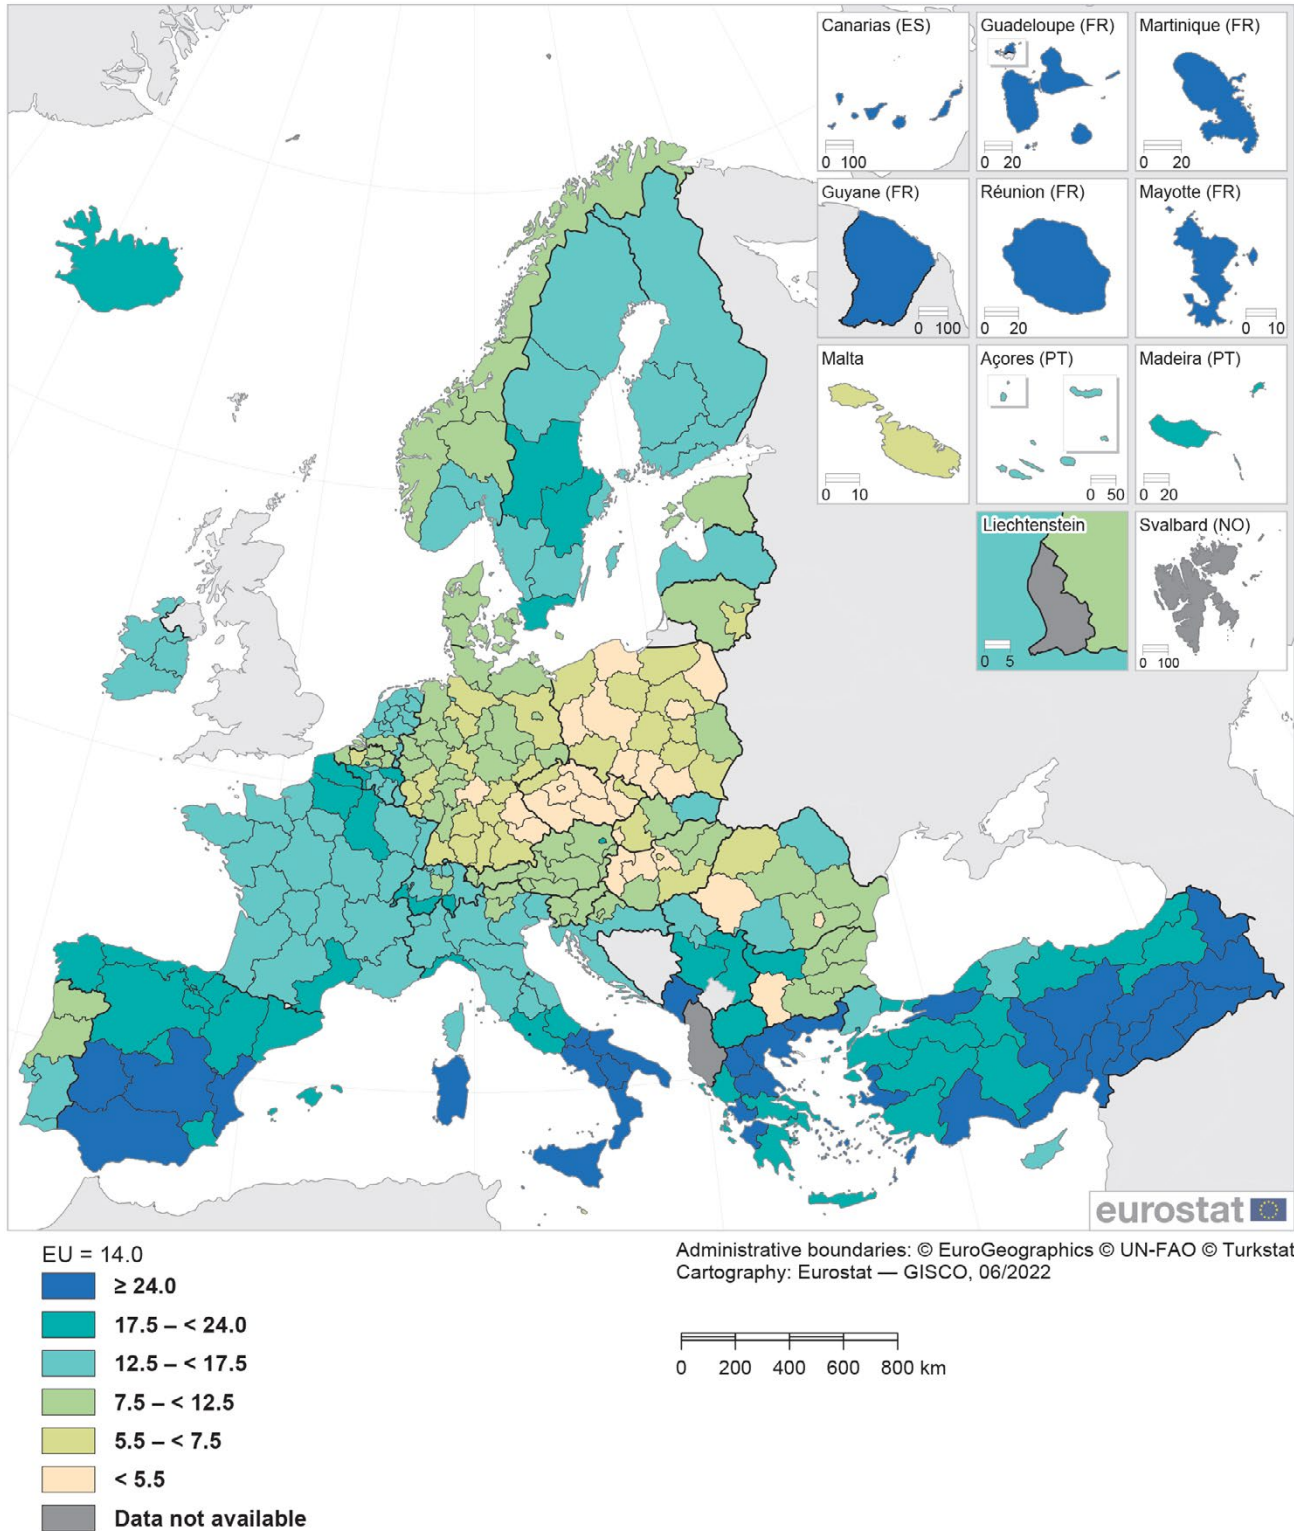 Canarias (ES)
0 100
Guadeloupe (FR)
0 20
Martinique (FR)
0 20
Guyane (FR)
0 100
Réunion (FR)
0 20
Mayotte (FR)
0 10
Malta
0 10
Açores (PT)
0 50
Madeira (PT)
0 20
Liechtenstein
0 5
Svalbard (NO)
0 100
eurostat
EU = 14.0
≥ 24.0
17.5 – < 24.0
12.5 – < 17.5
7.5 – < 12.5
5.5 – < 7.5
< 5.5
Data not available
Administrative boundaries: © EuroGeographics © UN-FAO © Turkstat
Cartography: Eurostat — GISCO, 06/2022
0 200 400 600 800 km